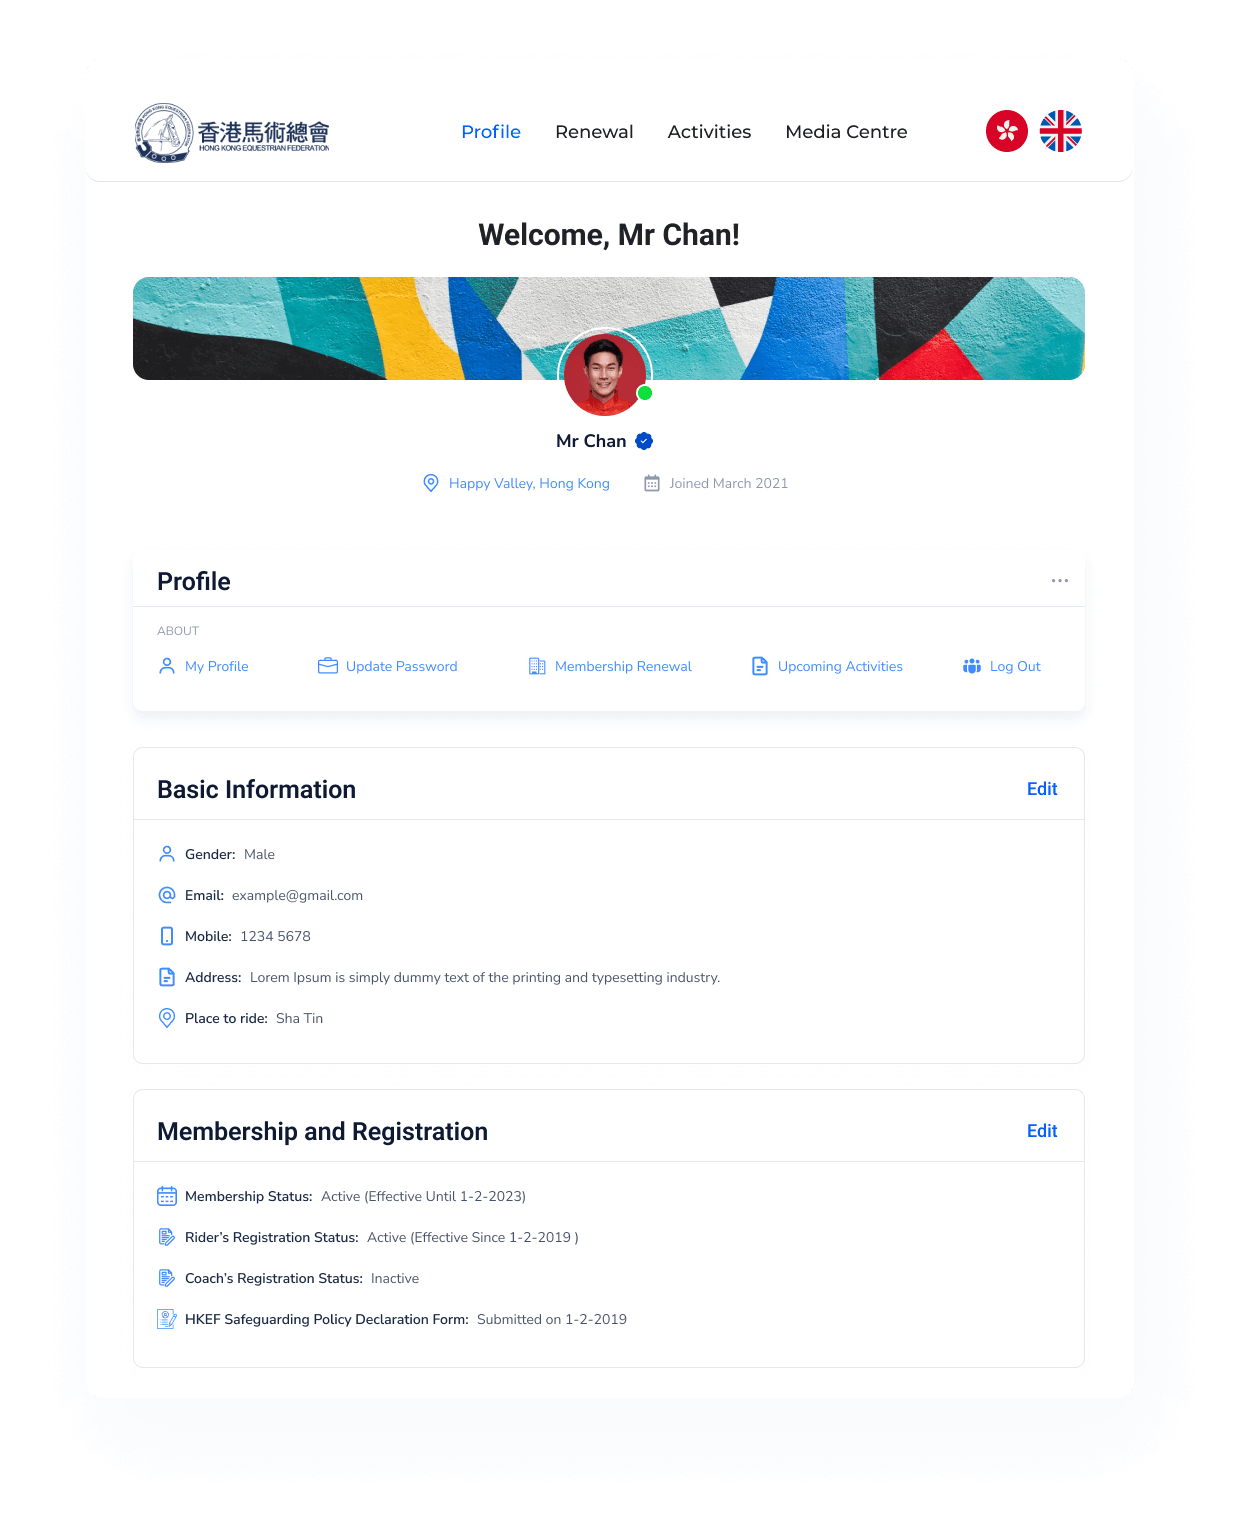 香港馬術總會
HONG KONG EQUESTRIAN FEDERATION
Profile Renewal Activities Media Centre
Welcome, Mr Chan!
Mr Chan
Happy Valley, Hong Kong Joined March 2021
Profile
ABOUT
My Profile Update Password Membership Renewal Upcoming Activities Log Out
Basic Information Edit
Gender: Male
Email: example@gmail.com
Mobile: 1234 5678
Address: Lorem Ipsum is simply dummy text of the printing and typesetting industry.
Place to ride: Sha Tin
Membership and Registration Edit
Membership Status: Active (Effective Until 1-2-2023)
Rider’s Registration Status: Active (Effective Since 1-2-2019 )
Coach’s Registration Status: Inactive
HKEF Safeguarding Policy Declaration Form: Submitted on 1-2-2019